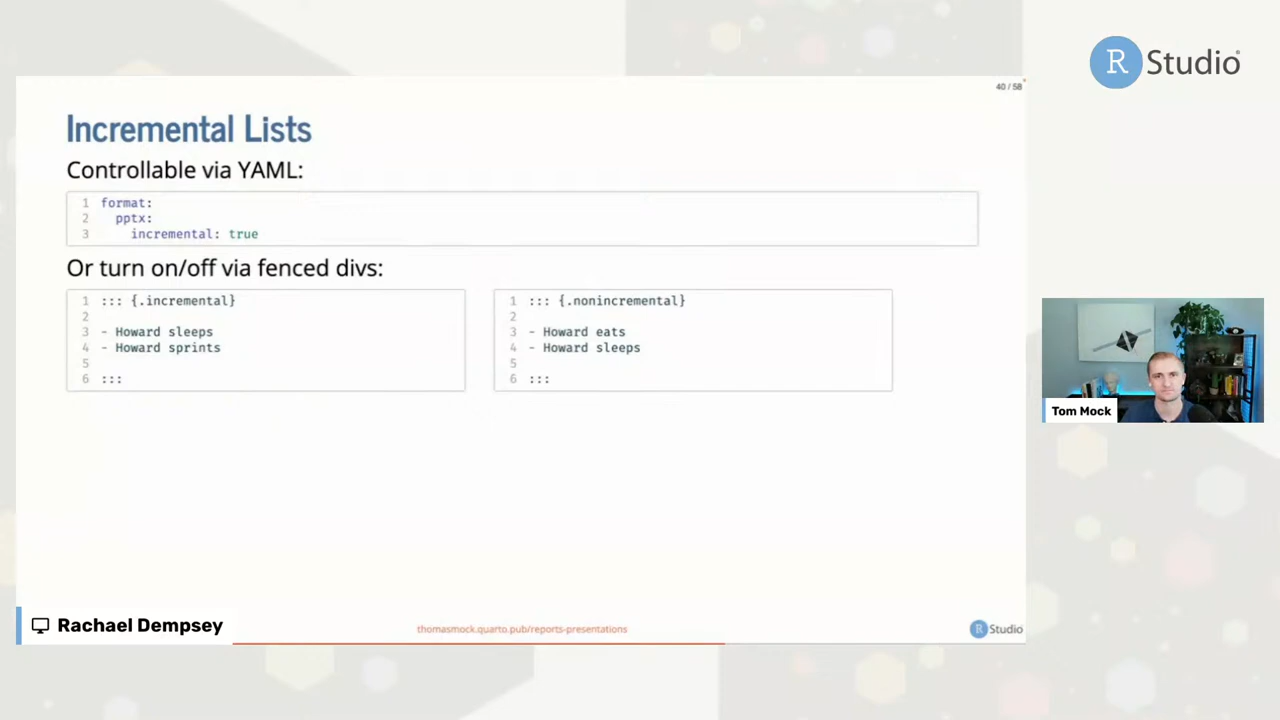 R Studio
40 / 58
Incremental Lists
Controllable via YAML:
1 format:
2   pptx:
3     incremental: true
Or turn on/off via fenced divs:
1 ::: {.incremental}
2
3 - Howard sleeps
4 - Howard sprints
5
6 :::
1 ::: {.nonincremental}
2
3 - Howard eats
4 - Howard sleeps
5
6 :::
Tom Mock
Rachael Dempsey
thomasmock.quarto.pub/reports-presentations
R Studio